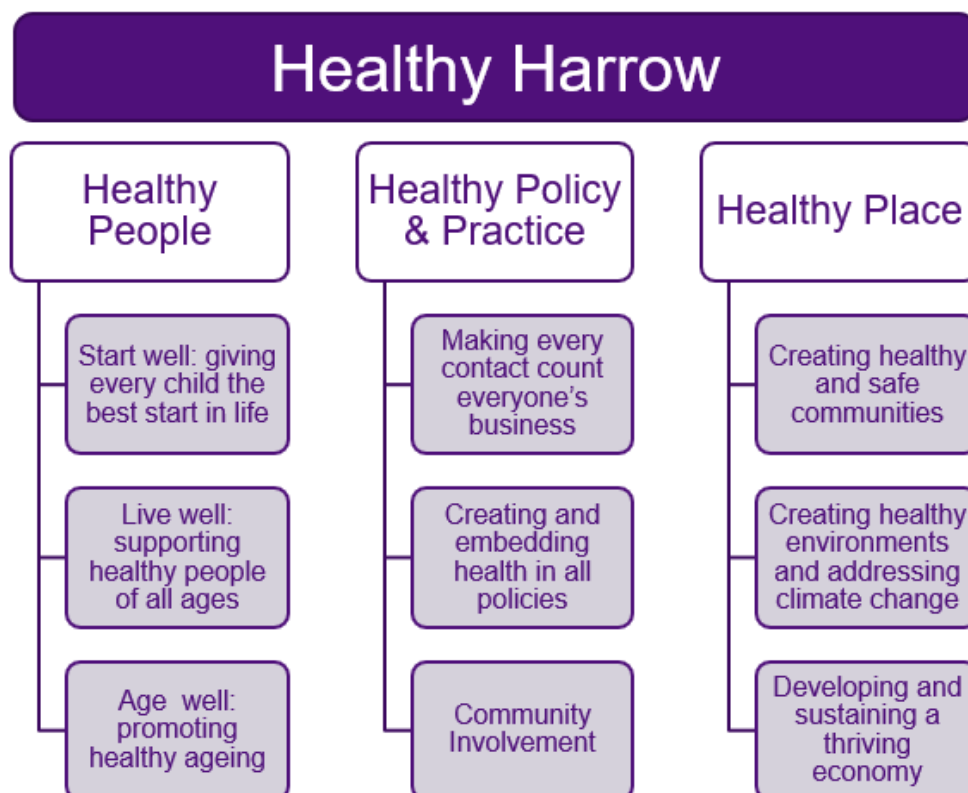 Healthy Harrow
Healthy
People
Start well: giving
every child the
best start in life
Live well:
supporting
healthy people
of all ages
Age  well:
promoting
healthy ageing
Healthy Policy
& Practice
Making every
contact count
everyone’s
business
Creating and
embedding
health in all
policies
Community
Involvement
Healthy Place
Creating healthy
and safe
communities
Creating healthy
environments
and addressing
climate change
Developing and
sustaining a
thriving
economy